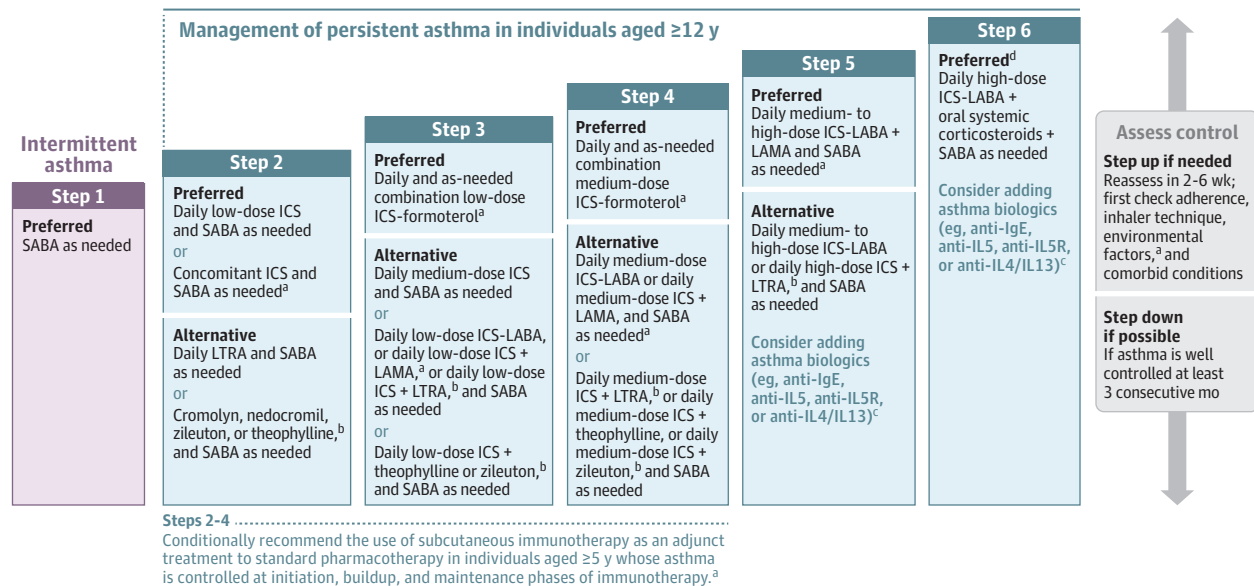 Management of persistent asthma in individuals aged ≥12 y
Intermittent
asthma
Step 1
Preferred
SABA as needed
Step 2
Preferred
Daily low-dose ICS
and SABA as needed
or
Concomitant ICS and
SABA as neededᵃ
Alternative
Daily LTRA and SABA
as needed
or
Cromolyn, nedocromil,
zileuton, or theophylline,ᵇ
and SABA as needed
Step 3
Preferred
Daily and as-needed
combination low-dose
ICS-formoterolᵃ
Alternative
Daily medium-dose ICS
and SABA as needed
or
Daily low-dose ICS-LABA,
or daily low-dose ICS +
LAMA,ᵃ or daily low-dose
ICS + LTRA,ᵇ and SABA
as needed
or
Daily low-dose ICS +
theophylline or zileuton,ᵇ
and SABA as needed
Step 4
Preferred
Daily and as-needed
combination
medium-dose
ICS-formoterolᵃ
Alternative
Daily medium-dose
ICS-LABA or daily
medium-dose ICS +
LAMA, and SABA
as neededᵃ
or
Daily medium-dose
ICS + LTRA,ᵇ or daily
medium-dose ICS +
theophylline, or daily
medium-dose ICS +
zileuton,ᵇ and SABA
as needed
Step 5
Preferred
Daily medium- to
high-dose ICS-LABA +
LAMA and SABA
as neededᵃ
Alternative
Daily medium- to
high-dose ICS-LABA
or daily high-dose ICS +
LTRA,ᵇ and SABA
as needed
Consider adding
asthma biologics
(eg, anti-IgE,
anti-IL5, anti-IL5R,
or anti-IL4/IL13)ᶜ
Step 6
Preferredᵈ
Daily high-dose
ICS-LABA +
oral systemic
corticosteroids +
SABA as needed
Consider adding
asthma biologics
(eg, anti-IgE,
anti-IL5, anti-IL5R,
or anti-IL4/IL13)ᶜ
Assess control
Step up if needed
Reassess in 2-6 wk;
first check adherence,
inhaler technique,
environmental
factors,ᵃ and
comorbid conditions
Step down
if possible
If asthma is well
controlled at least
3 consecutive mo
Steps 2-4
Conditionally recommend the use of subcutaneous immunotherapy as an adjunct
treatment to standard pharmacotherapy in individuals aged ≥5 y whose asthma
is controlled at initiation, buildup, and maintenance phases of immunotherapy.ᵃ